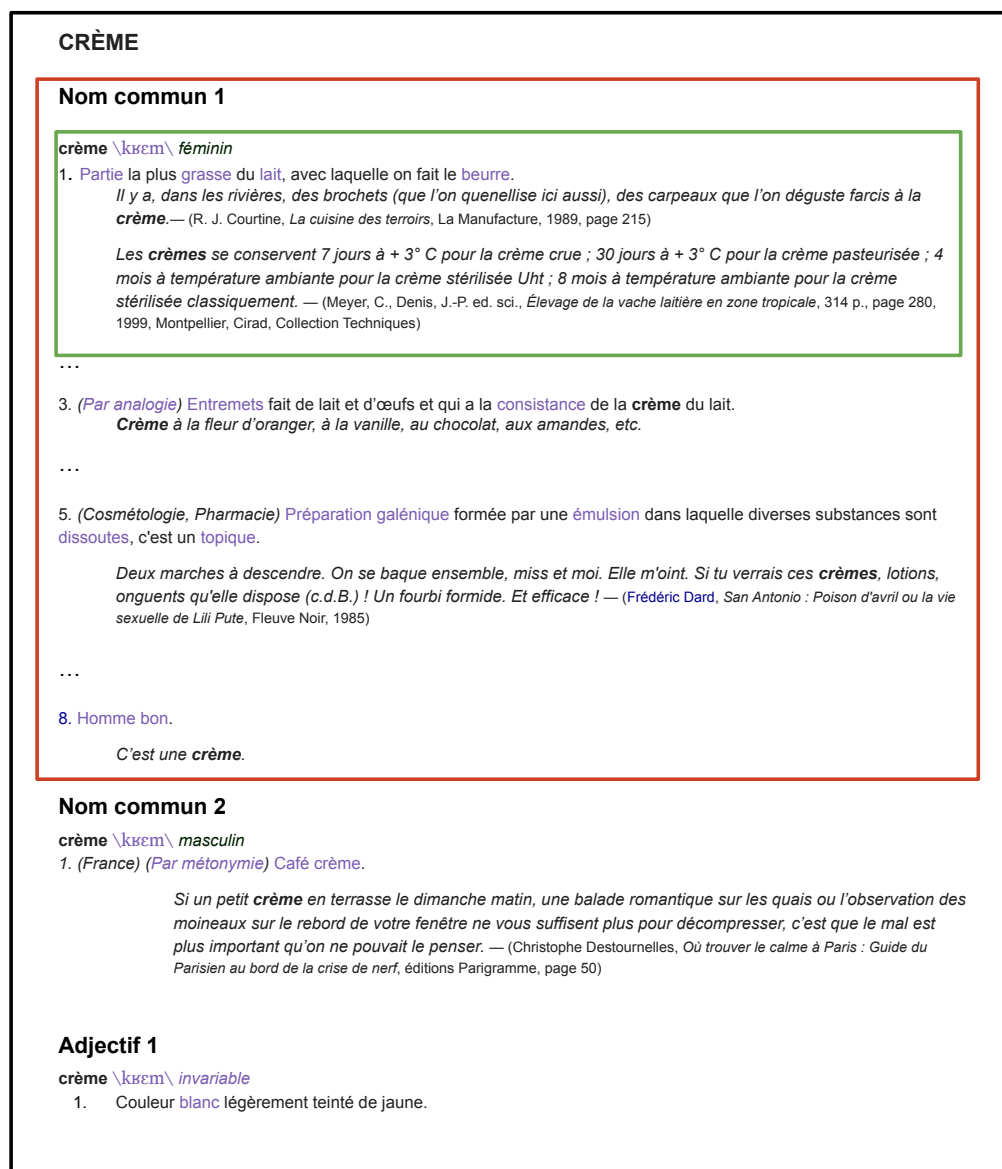 CRÈME
Nom commun 1
crème \kʁɛm\ féminin
1. Partie la plus grasse du lait, avec laquelle on fait le beurre.
Il y a, dans les rivières, des brochets (que l’on quenellise ici aussi), des carpeaux que l’on déguste farcis à la
crème.— (R. J. Courtine, La cuisine des terroirs, La Manufacture, 1989, page 215)
Les crèmes se conservent 7 jours à + 3° C pour la crème crue ; 30 jours à + 3° C pour la crème pasteurisée ; 4
mois à température ambiante pour la crème stérilisée Uht ; 8 mois à température ambiante pour la crème
stérilisée classiquement. — (Meyer, C., Denis, J.-P. ed. sci., Élevage de la vache laitière en zone tropicale, 314 p., page 280,
1999, Montpellier, Cirad, Collection Techniques)
…
3. (Par analogie) Entremets fait de lait et d’œufs et qui a la consistance de la crème du lait.
Crème à la fleur d’oranger, à la vanille, au chocolat, aux amandes, etc.
…
5. (Cosmétologie, Pharmacie) Préparation galénique formée par une émulsion dans laquelle diverses substances sont
dissoutes, c'est un topique.
Deux marches à descendre. On se baque ensemble, miss et moi. Elle m'oint. Si tu verrais ces crèmes, lotions,
onguents qu'elle dispose (c.d.B.) ! Un fourbi formide. Et efficace ! — (Frédéric Dard, San Antonio : Poison d'avril ou la vie
sexuelle de Lili Pute, Fleuve Noir, 1985)
…
8. Homme bon.
C’est une crème.
Nom commun 2
crème \kʁɛm\ masculin
1. (France) (Par métonymie) Café crème.
Si un petit crème en terrasse le dimanche matin, une balade romantique sur les quais ou l’observation des
moineaux sur le rebord de votre fenêtre ne vous suffisent plus pour décompresser, c’est que le mal est
plus important qu’on ne pouvait le penser. — (Christophe Destournelles, Où trouver le calme à Paris : Guide du
Parisien au bord de la crise de nerf, éditions Parigramme, page 50)
Adjectif 1
crème \kʁɛm\ invariable
1. Couleur blanc légèrement teinté de jaune.